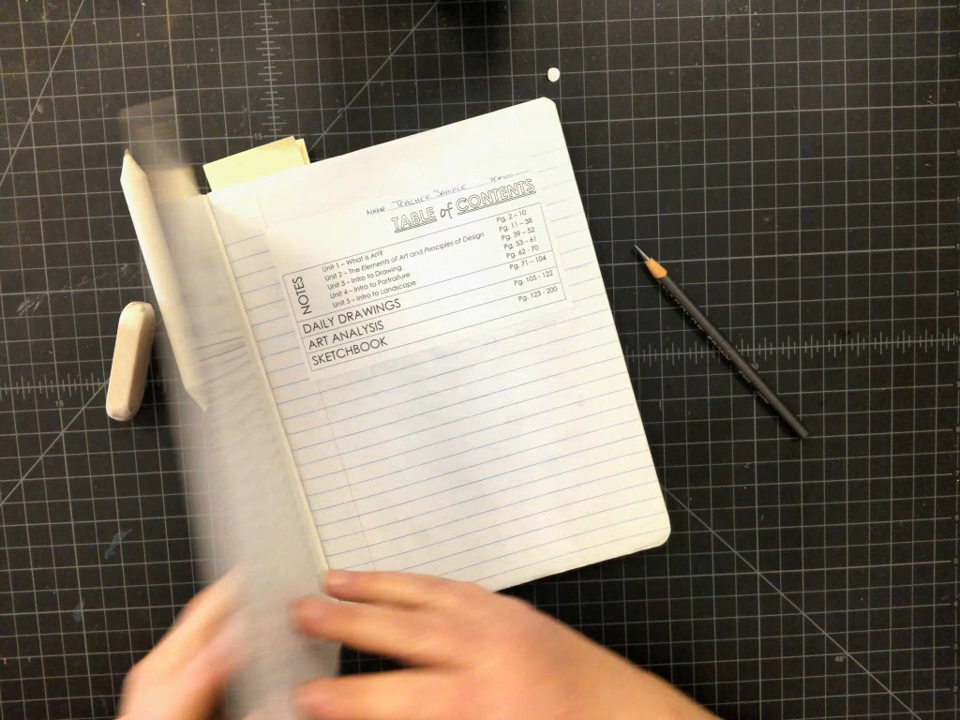 NAME TEACHER SAMPLE
TABLE of CONTENTS
NOTES
Unit 1 – What is Art? Pg. 2 - 10
Unit 2 – The Elements of Art and Principles of Design Pg. 11 – 38
Unit 3 – Intro to Drawing Pg. 39 – 52
Unit 4 – Intro to Portraiture Pg. 53 – 61
Unit 5 – Intro to Landscape Pg. 62 - 70
DAILY DRAWINGS Pg. 71 – 104
ART ANALYSIS Pg. 105 - 122
SKETCHBOOK Pg. 123 - 200
15
15